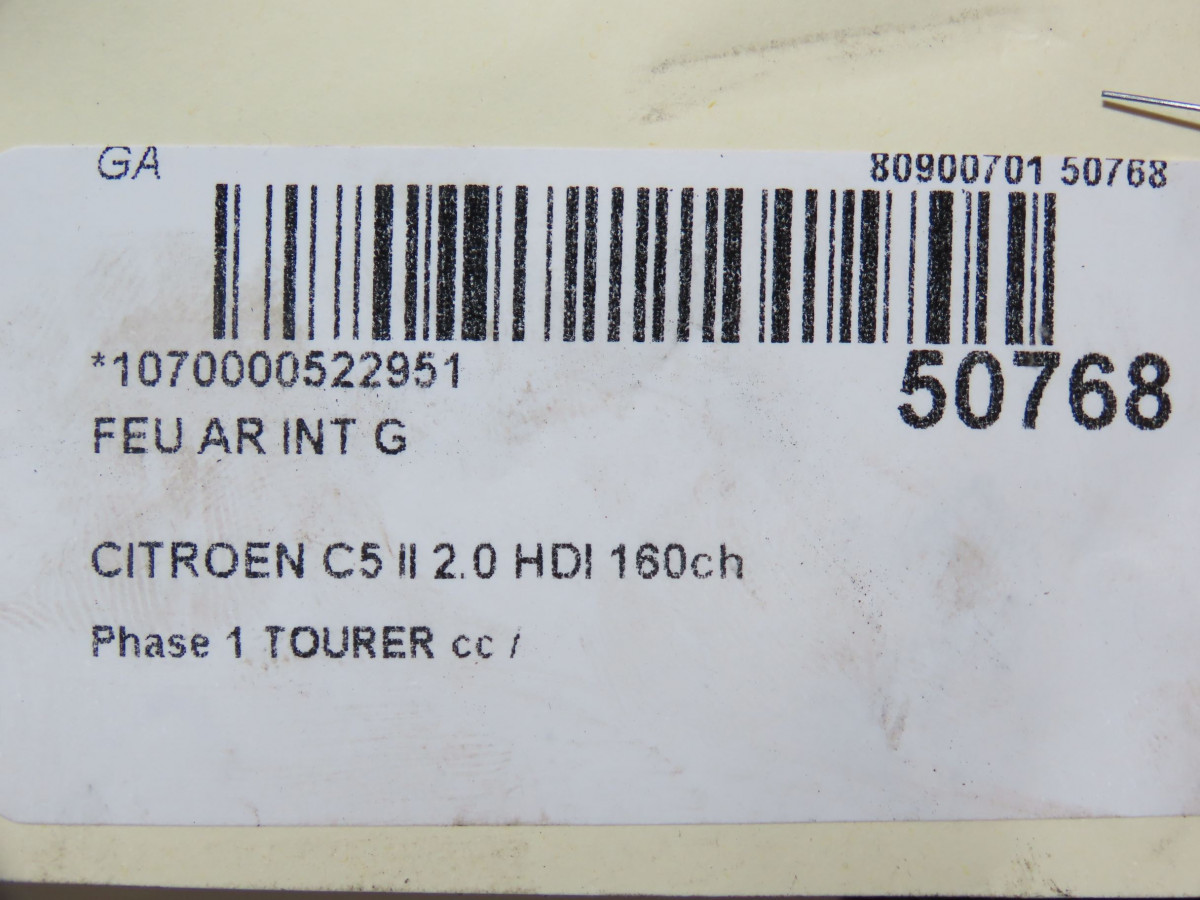 GA
80900701 50768
*1070000522951
50768
FEU AR INT G
CITROEN C5 II 2.0 HDI 160ch
Phase 1 TOURER cc /